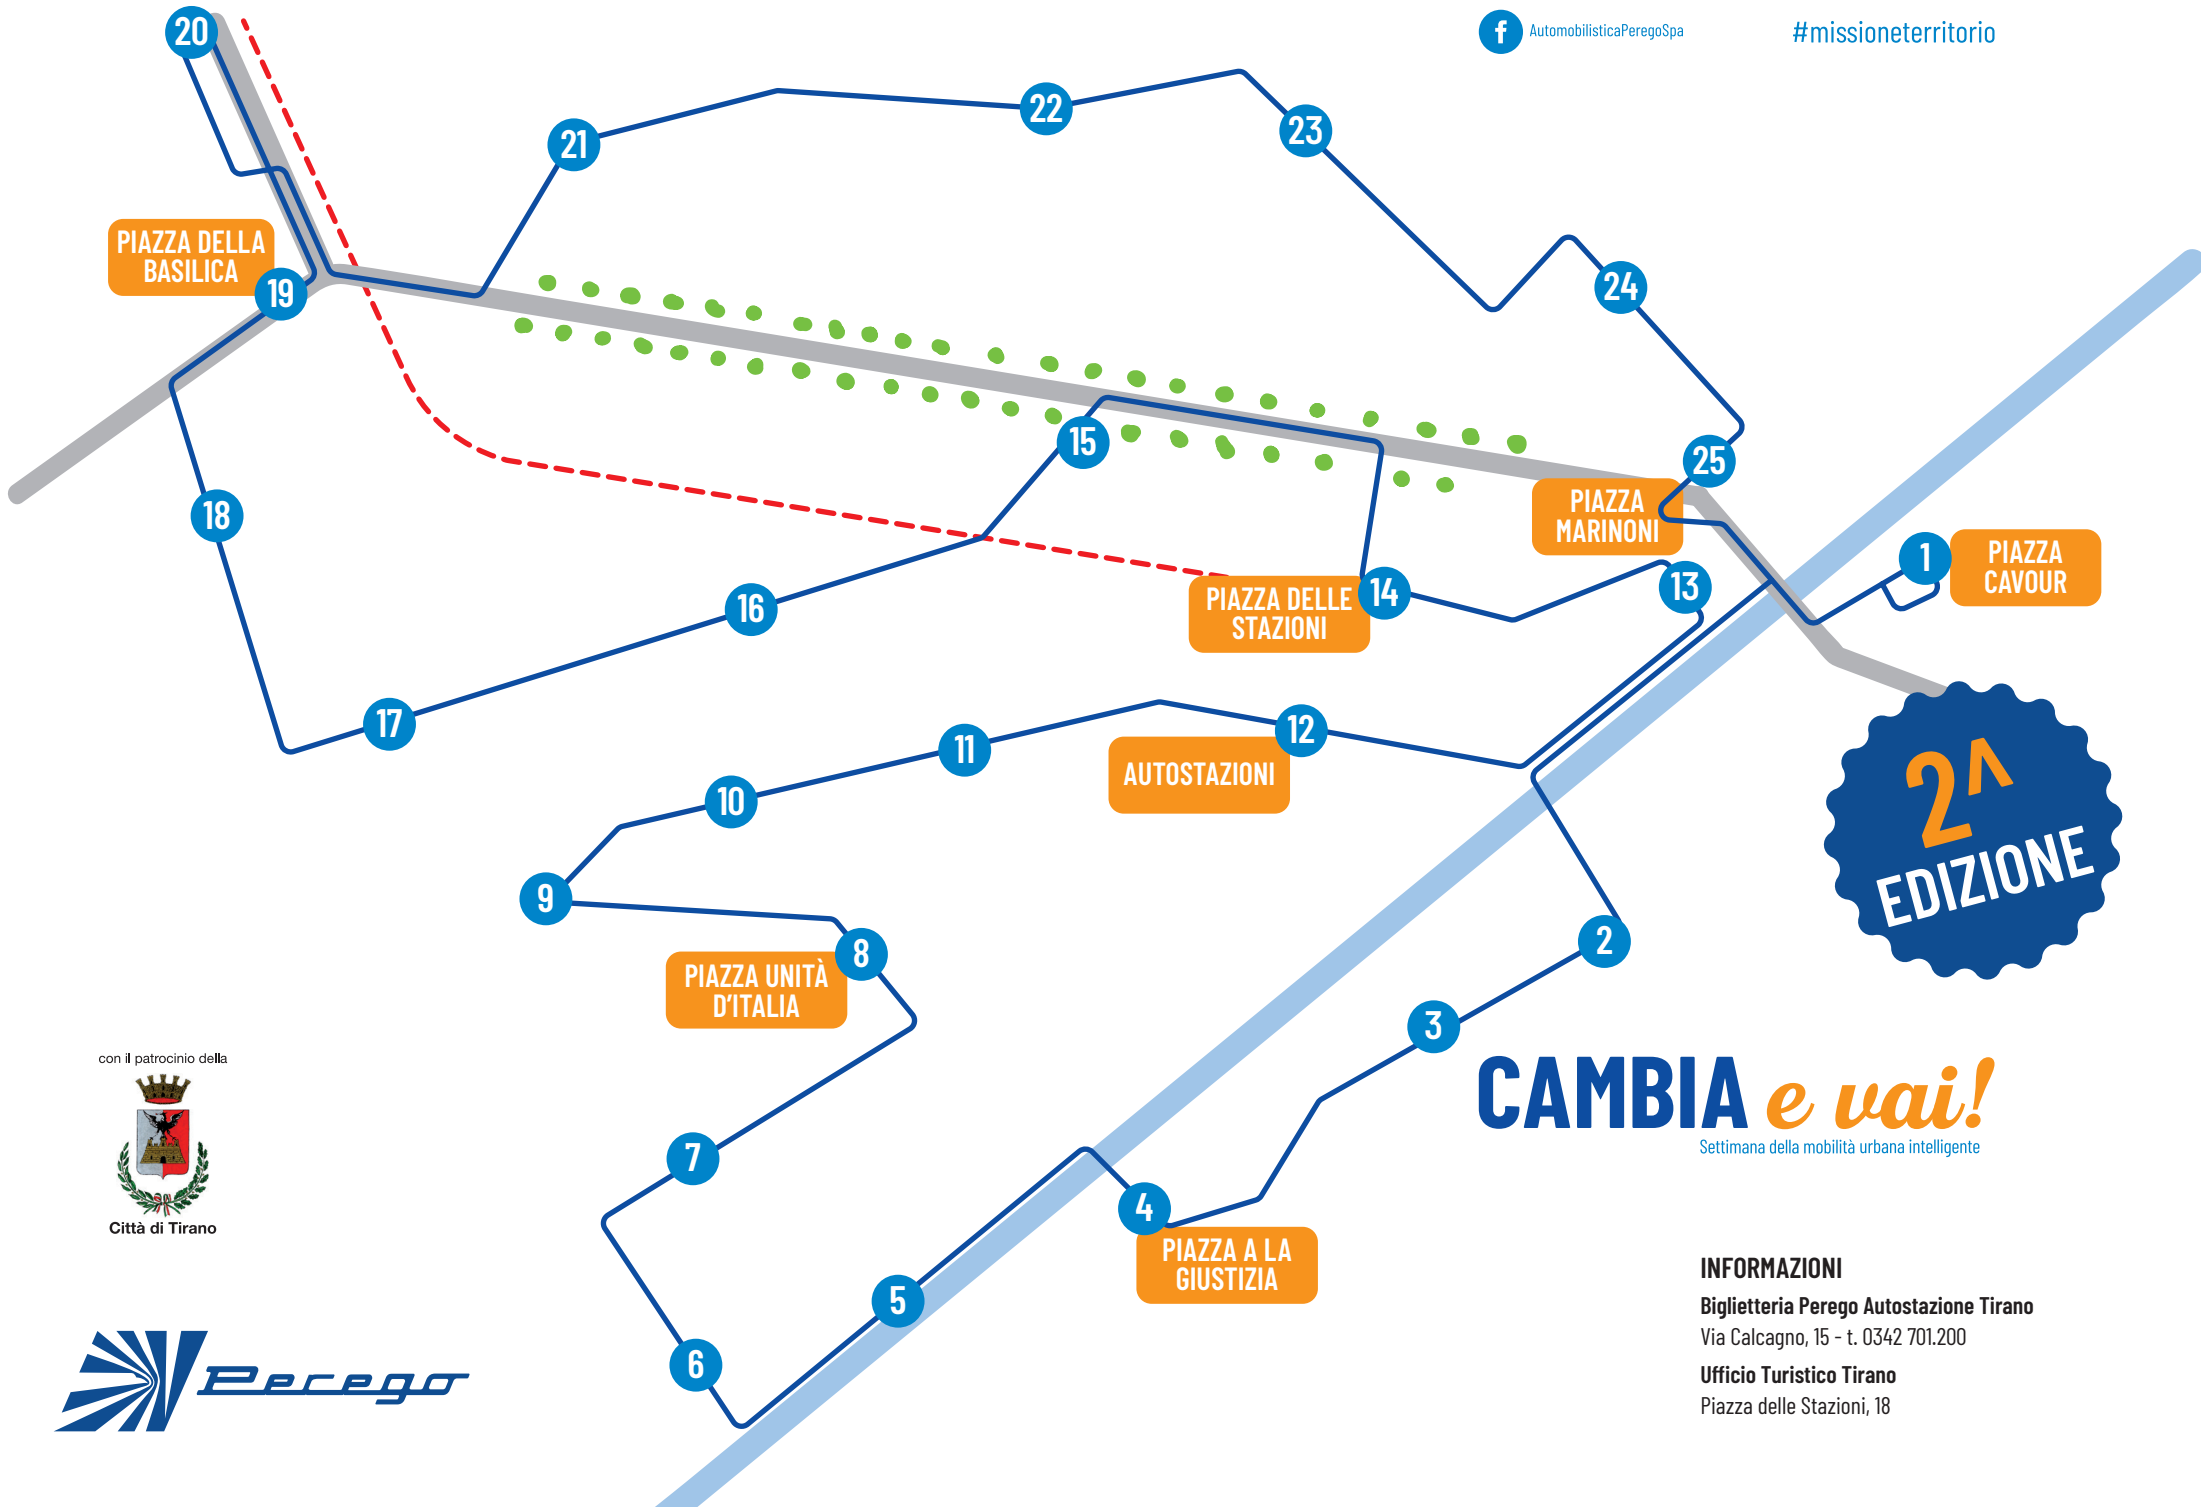 AutomobilisticaPeregoSpa
#missioneterritorio
20
21
22
23
PIAZZA DELLA
BASILICA
19
24
15
25
PIAZZA
MARINONI
18
1
PIAZZA
CAVOUR
16
PIAZZA DELLE
STAZIONI
14
13
17
11
12
AUTOSTAZIONI
10
2^
EDIZIONE
9
8
PIAZZA UNITÀ
D'ITALIA
2
3
con il patrocinio della
Città di Tirano
CAMBIA e vai!
Settimana della mobilità urbana intelligente
7
4
PIAZZA A LA
GIUSTIZIA
5
6
Perego
INFORMAZIONI
Biglietteria Perego Autostazione Tirano
Via Calcagno, 15 - t. 0342 701.200
Ufficio Turistico Tirano
Piazza delle Stazioni, 18